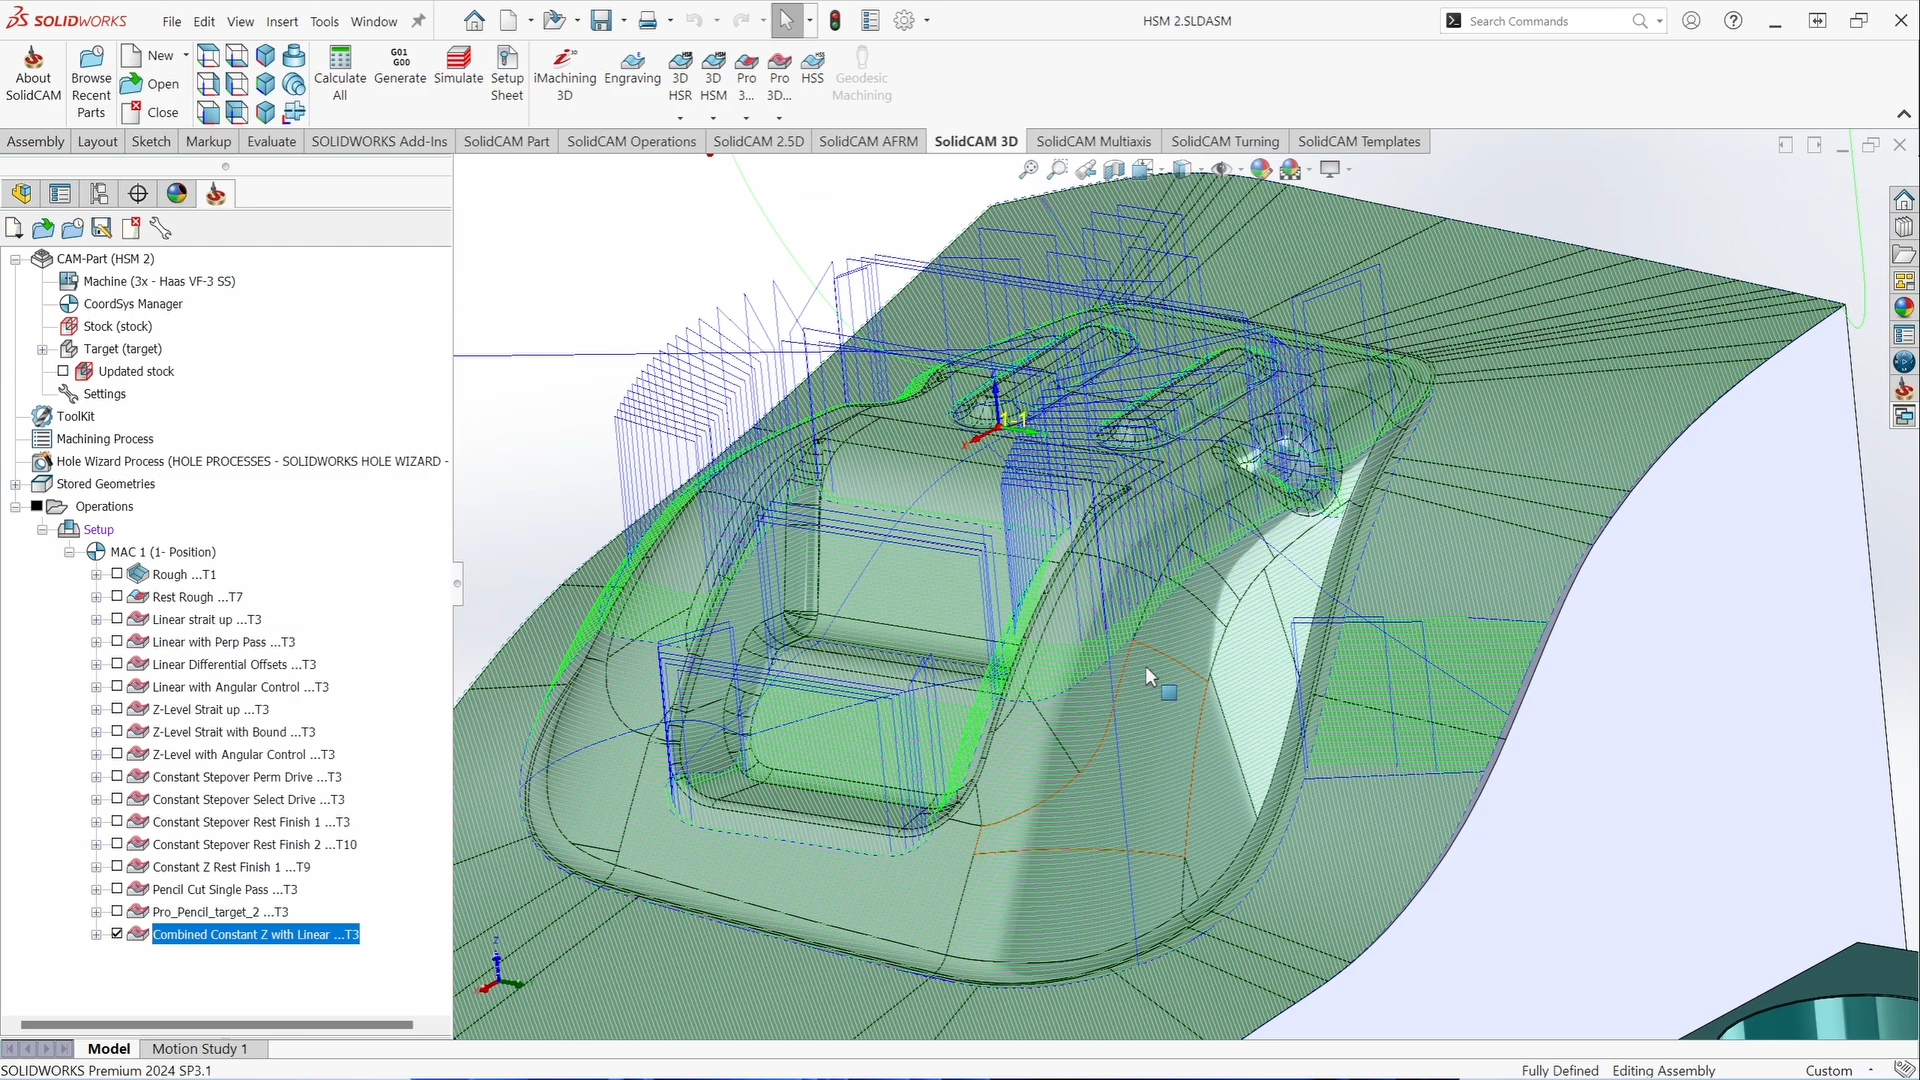 SOLIDWORKS
File Edit View Insert Tools Window
HSM 2.SLDASM
Search Commands
About SolidCAM
Browse Recent Parts
New
Open
Close
Calculate All
G01 G00
Generate
Simulate
Setup Sheet
iMachining 3D
Engraving
3D HSR
3D HSM
Pro 3...
Pro 3D...
HSS
Geodesic Machining
Assembly Layout Sketch Markup Evaluate SOLIDWORKS Add-Ins SolidCAM Part SolidCAM Operations SolidCAM 2.5D SolidCAM AFRM SolidCAM 3D SolidCAM Multiaxis SolidCAM Turning SolidCAM Templates
CAM-Part (HSM 2)
Machine (3x - Haas VF-3 SS)
CoordSys Manager
Stock (stock)
Target (target)
Updated stock
Settings
ToolKit
Machining Process
Hole Wizard Process (HOLE PROCESSES - SOLIDWORKS HOLE WIZARD -
Stored Geometries
Operations
Setup
MAC 1 (1- Position)
Rough ...T1
Rest Rough ...T7
Linear strait up ...T3
Linear with Perp Pass ...T3
Linear Differential Offsets ...T3
Linear with Angular Control ...T3
Z-Level Strait up ...T3
Z-Level Strait with Bound ...T3
Z-Level with Angular Control ...T3
Constant Stepover Perm Drive ...T3
Constant Stepover Select Drive ...T3
Constant Stepover Rest Finish 1 ...T3
Constant Stepover Rest Finish 2 ...T10
Constant Z Rest Finish 1 ...T9
Pencil Cut Single Pass ...T3
Pro_Pencil_target_2 ...T3
Combined Constant Z with Linear ...T3
1-1
X
Z
Model Motion Study 1
SOLIDWORKS Premium 2024 SP3.1
Fully Defined Editing Assembly Custom